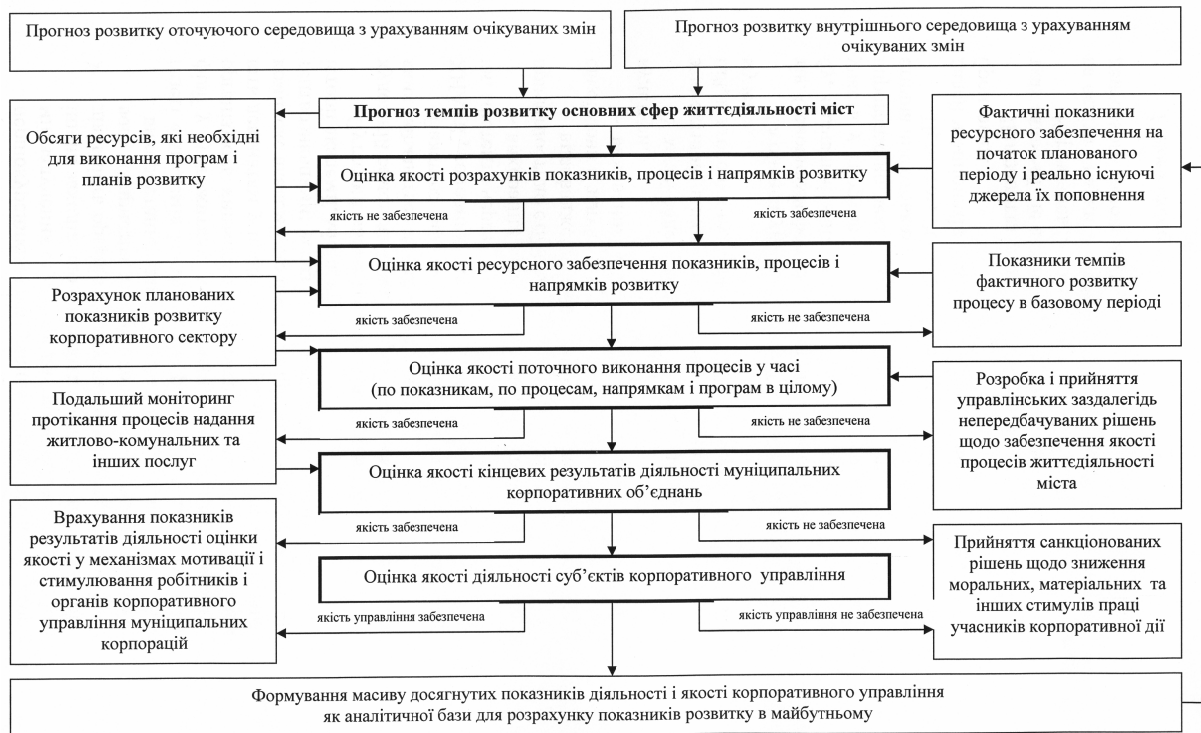 Прогноз розвитку оточуючого середовища з урахуванням очікуваних змін
Прогноз розвитку внутрішнього середовища з урахуванням
очікуваних змін
Прогноз темпів розвитку основних сфер життєдіяльності міст
Обсяги ресурсів, які необхідні
для виконання програм і
планів розвитку
Фактичні показники
ресурсного забезпечення на
початок планованого
періоду і реально існуючі
джерела їх поповнення
Оцінка якості розрахунків показників, процесів і напрямків розвитку
якість не забезпечена
якість забезпечена
Оцінка якості ресурсного забезпечення показників, процесів і
напрямків розвитку
Показники темпів
фактичного розвитку
процесу в базовому періоді
Розрахунок планованих
показників розвитку
корпоративного сектору
якість забезпечена
якість не забезпечена
Оцінка якості поточного виконання процесів у часі
(по показникам, по процесам, напрямкам і програм в цілому)
Розробка і прийняття
управлінських заздалегідь
непередбачуваних рішень
щодо забезпечення якості
процесів життєдіяльності
міста
Подальший моніторинг
протікання процесів надання
житлово-комунальних та
інших послуг
якість забезпечена
якість не забезпечена
Оцінка якості кінцевих результатів діяльності муніципальних
корпоративних об’єднань
Врахування показників
результатів діяльності оцінки
якості у механізмах мотивації і
стимулювання робітників і
органів корпоративного
управління муніципальних
корпорацій
якість забезпечена
якість не забезпечена
Прийняття санкціонованих
рішень щодо зниження
моральних, матеріальних та
інших стимулів праці
учасників корпоративної дії
Оцінка якості діяльності суб’єктів корпоративного управління
якість управління забезпечена
якість управління не забезпечена
Формування масиву досягнутих показників діяльності і якості корпоративного управління
як аналітичної бази для розрахунку показників розвитку в майбутньому